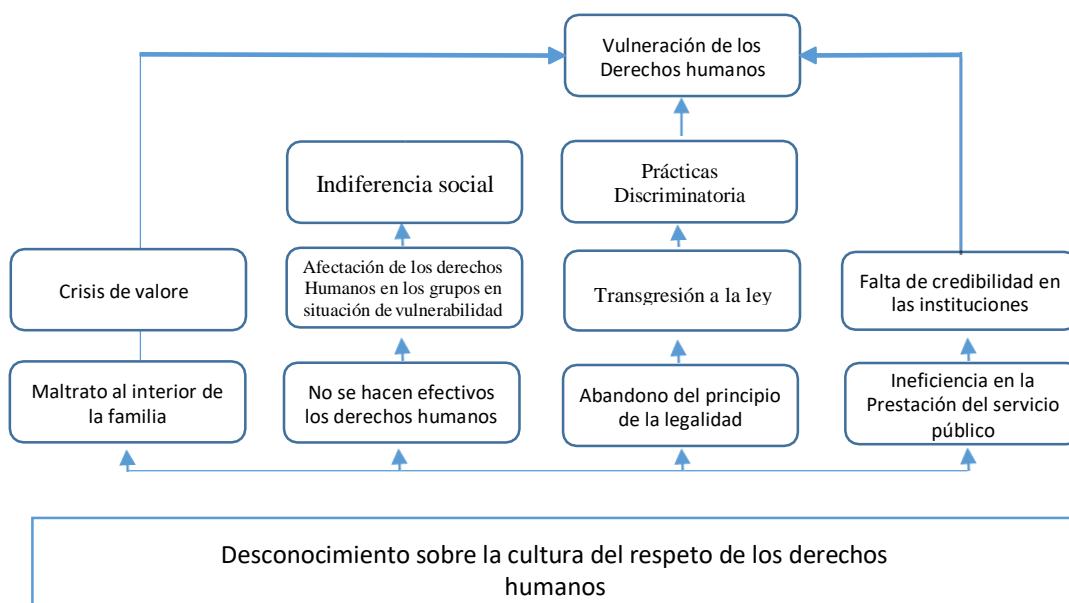 Vulneración de los
Derechos humanos
Indiferencia social
Prácticas
Discriminatoria
Crisis de valore
Afectación de los derechos
Humanos en los grupos en
situación de vulnerabilidad
Transgresión a la ley
Falta de credibilidad en
las instituciones
Maltrato al interior de
la familia
No se hacen efectivos
los derechos humanos
Abandono del principio
de la legalidad
Ineficiencia en la
Prestación del servicio
público
Desconocimiento sobre la cultura del respeto de los derechos
humanos